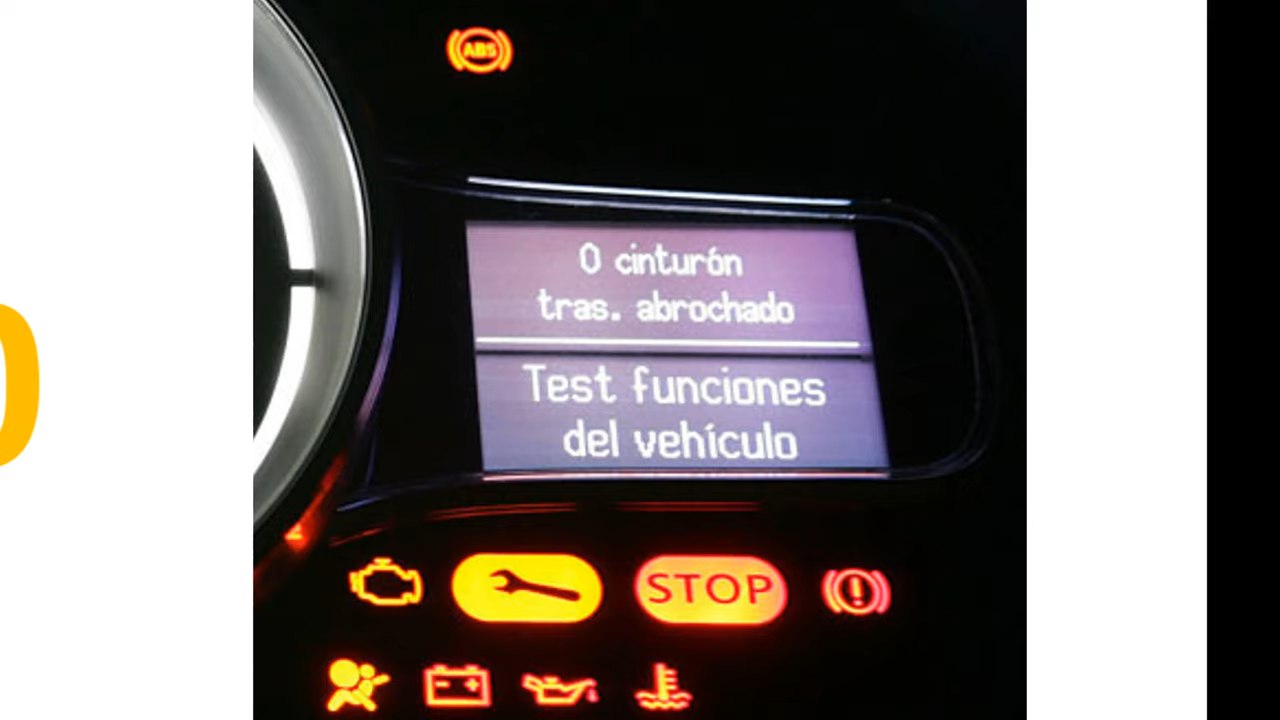 ABS
0 cinturón
tras. abrochado
Test funciones
del vehículo
STOP